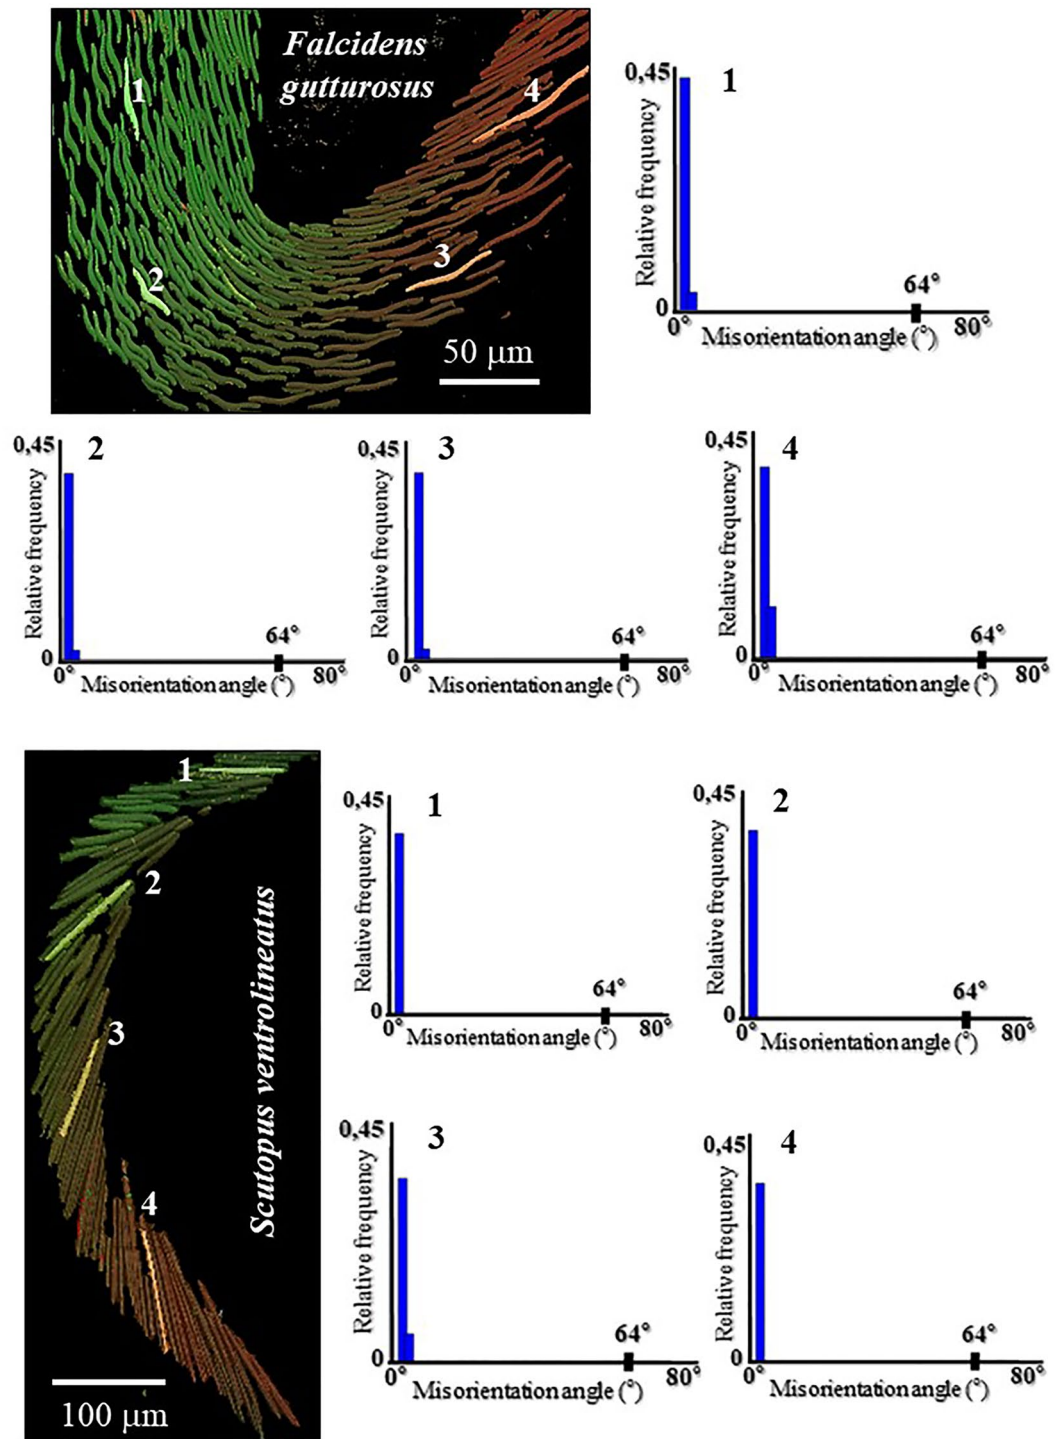 Falcidens
gutturosus
1
2
3
4
50 µm
0,45
1
Relative frequency
64°
0
0°
Misorientation angle (°)
80°
0,45
2
Relative frequency
64°
0
0°
Misorientation angle (°)
80°
0,45
3
Relative frequency
64°
0
0°
Misorientation angle (°)
80°
0,45
4
Relative frequency
64°
0
0°
Misorientation angle (°)
80°
1
2
3
4
Scutopus ventrolineatus
100 µm
0,45
1
Relative frequency
64°
0
0°
Misorientation angle (°)
80°
0,45
2
Relative frequency
64°
0
0°
Misorientation angle (°)
80°
0,45
3
Relative frequency
64°
0
0°
Misorientation angle (°)
80°
0,45
4
Relative frequency
64°
0
0°
Misorientation angle (°)
80°